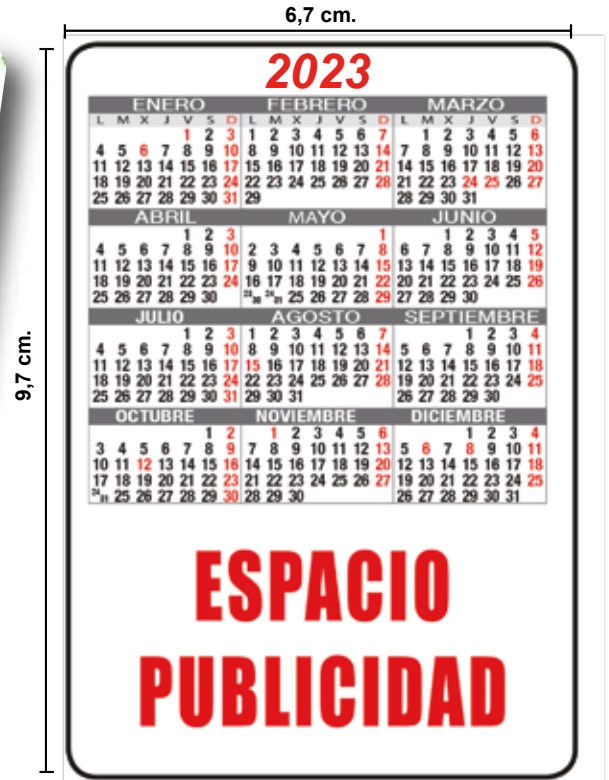 6,7 cm.
9,7 cm.
2023
ENERO FEBRERO MARZO
L M X J V S D L M X J V S D L M X J V S D
1 2 3 1 2 3 4 5 6 7 1 2 3 4 5 6
4 5 6 7 8 9 10 8 9 10 11 12 13 14 7 8 9 10 11 12 13
11 12 13 14 15 16 17 15 16 17 18 19 20 21 14 15 16 17 18 19 20
18 19 20 21 22 23 24 22 23 24 25 26 27 28 21 22 23 24 25 26 27
25 26 27 28 29 30 31 29 28 29 30 31
ABRIL MAYO JUNIO
1 2 3 1 1 2 3 4 5
4 5 6 7 8 9 10 2 3 4 5 6 7 8 6 7 8 9 10 11 12
11 12 13 14 15 16 17 9 10 11 12 13 14 15 13 14 15 16 17 18 19
18 19 20 21 22 23 24 16 17 18 19 20 21 22 20 21 22 23 24 25 26
25 26 27 28 29 30 23 30 24 31 25 26 27 28 29 27 28 29 30
JULIO AGOSTO SEPTIEMBRE
1 2 3 1 2 3 4 5 6 7 1 2 3 4
4 5 6 7 8 9 10 8 9 10 11 12 13 14 5 6 7 8 9 10 11
11 12 13 14 15 16 17 15 16 17 18 19 20 21 12 13 14 15 16 17 18
18 19 20 21 22 23 24 22 23 24 25 26 27 28 19 20 21 22 23 24 25
25 26 27 28 29 30 31 29 30 31 26 27 28 29 30
OCTUBRE NOVIEMBRE DICIEMBRE
1 2 1 2 3 4 5 6 1 2 3 4
3 4 5 6 7 8 9 7 8 9 10 11 12 13 5 6 7 8 9 10 11
10 11 12 13 14 15 16 14 15 16 17 18 19 20 12 13 14 15 16 17 18
17 18 19 20 21 22 23 21 22 23 24 25 26 27 19 20 21 22 23 24 25
24 31 25 26 27 28 29 30 28 29 30 26 27 28 29 30 31
ESPACIO
PUBLICIDAD